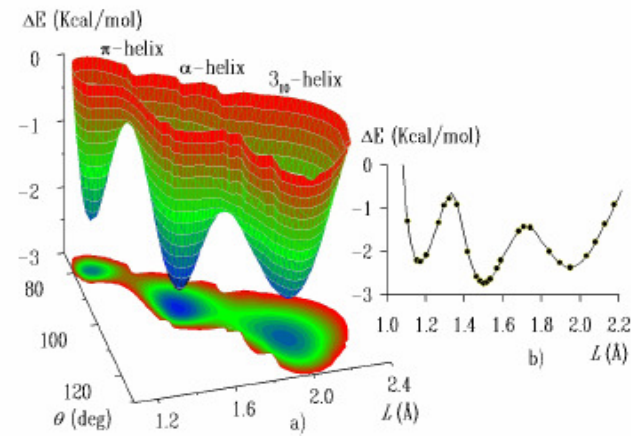 ΔE (Kcal/mol)
π-helix
α-helix
3₁₀-helix
0
-1
-2
-3
80
100
120
θ (deg)
1.2
1.6
2.0
2.4
L (Å)
a)
ΔE (Kcal/mol)
0
-1
-2
-3
1.0 1.2 1.4 1.6 1.8 2.0 2.2
b)
L (Å)